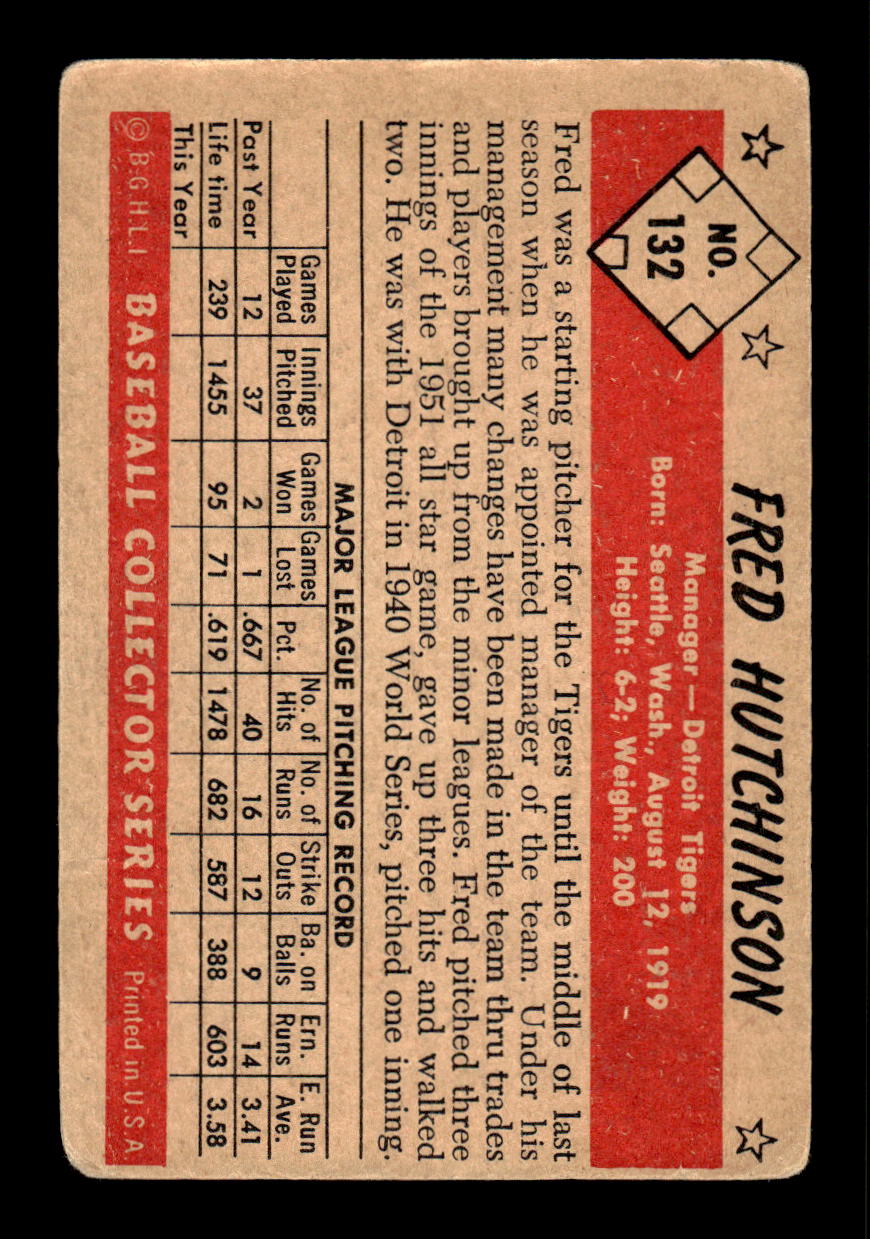 NO.
132
FRED HUTCHINSON
Manager — Detroit Tigers
Born: Seattle, Wash., August 12, 1919
Height: 6-2; Weight: 200
Fred was a starting pitcher for the Tigers until the middle of last
season when he was appointed manager of the team. Under his
management many changes have been made in the team thru trades
and players brought up from the minor leagues. Fred pitched three
innings of the 1951 all star game, gave up three hits and walked
two. He was with Detroit in 1940 World Series, pitched one inning.
MAJOR LEAGUE PITCHING RECORD
Games Played Innings Pitched Games Won Games Lost Pct. No. of Hits No. of Runs Strike Outs Ba. on Balls Ern. Runs E. Run Ave.
Past Year 12 37 2 1 .667 40 16 12 9 14 3.41
Life time 239 1455 95 71 .619 1478 682 587 388 603 3.58
This Year
© B.G.H.L.I BASEBALL COLLECTOR SERIES Printed in U.S.A